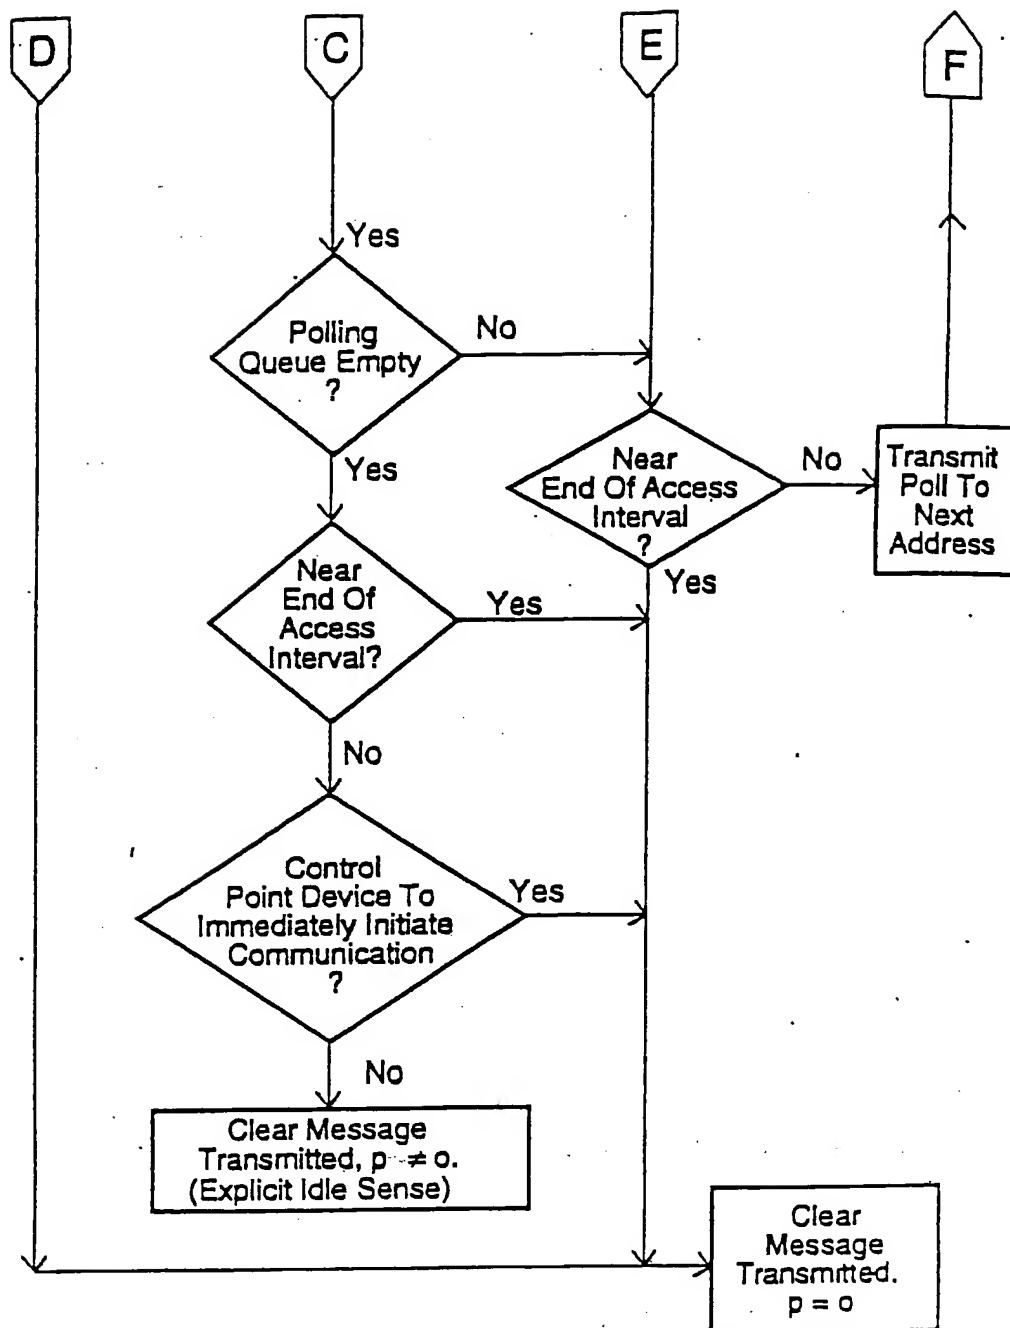 D
C
E
F
Yes
Polling
Queue Empty
?
No
Yes
Near
End Of Access
Interval
?
No
Transmit
Poll To
Next
Address
Yes
Near
End Of
Access
Interval?
Yes
No
Control
Point Device To
Immediately Initiate
Communication
?
Yes
No
Clear Message
Transmitted, p ≠ o.
(Explicit Idle Sense)
Clear
Message
Transmitted.
p = o